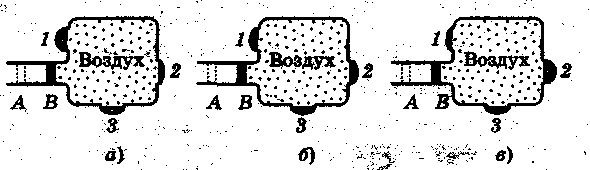 1 Воздух 2 1 Воздух 2 1 Воздух 2
А В А В А В
3 3 3
а) б) в)